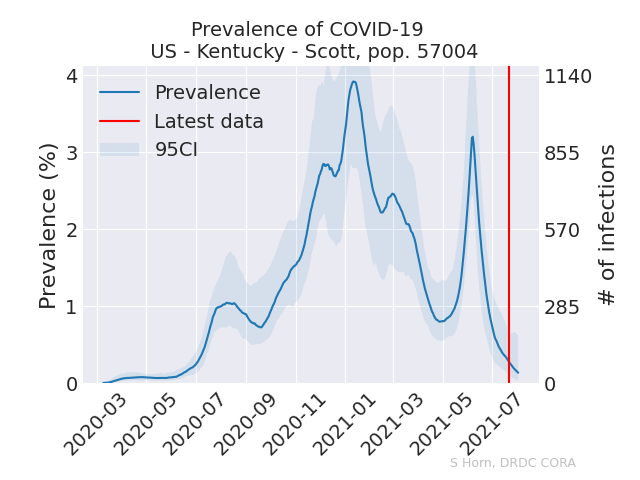 Prevalence of COVID-19
US - Kentucky - Scott, pop. 57004
Prevalence
Latest data
95CI
Prevalence (%)
4
3
2
1
0
# of infections
1140
855
570
285
0
2020-03
2020-05
2020-07
2020-09
2020-11
2021-01
2021-03
2021-05
2021-07
S Horn, DRDC CORA